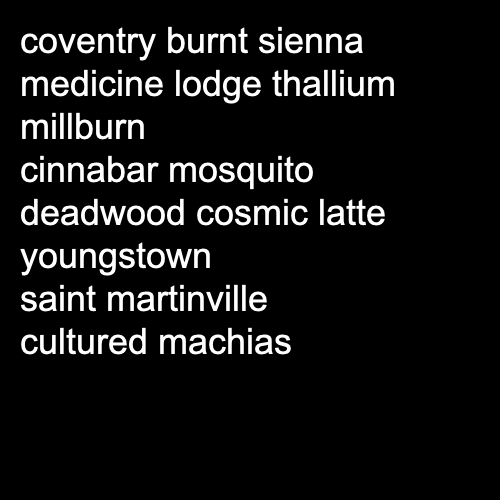 coventry burnt sienna
medicine lodge thallium
millburn
cinnabar mosquito
deadwood cosmic latte
youngstown
saint martinville
cultured machias